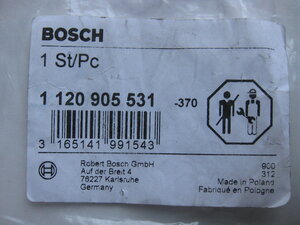 BOSCH
1 St/Pc
1 120 905 531
-370
3 165141 991543
Robert Bosch GmbH
Auf der Breit 4
76227 Karlsruhe
Germany
900
312
Made in Poland
Fabriqué en Pologne